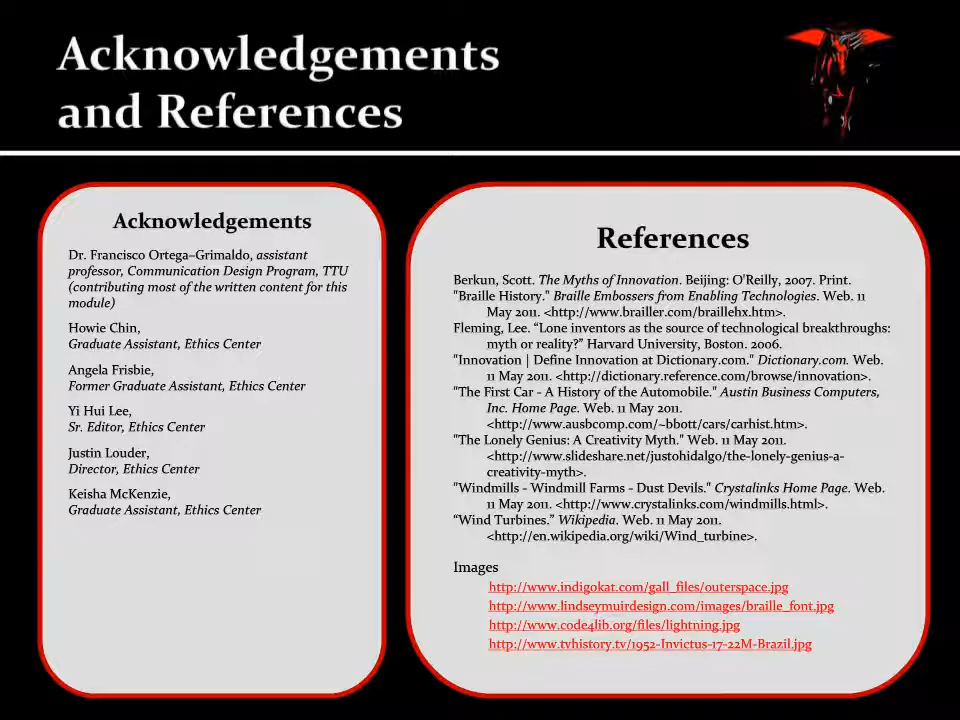 Acknowledgements
and References
Acknowledgements
Dr. Francisco Ortega–Grimaldo, assistant
professor, Communication Design Program, TTU
(contributing most of the written content for this
module)
Howie Chin,
Graduate Assistant, Ethics Center
Angela Frisbie,
Former Graduate Assistant, Ethics Center
Yi Hui Lee,
Sr. Editor, Ethics Center
Justin Louder,
Director, Ethics Center
Keisha McKenzie,
Graduate Assistant, Ethics Center
References
Berkun, Scott. The Myths of Innovation. Beijing: O'Reilly, 2007. Print.
"Braille History." Braille Embossers from Enabling Technologies. Web. 11
May 2011. <http://www.brailler.com/braillehx.htm>.
Fleming, Lee. “Lone inventors as the source of technological breakthroughs:
myth or reality?” Harvard University, Boston. 2006.
"Innovation | Define Innovation at Dictionary.com." Dictionary.com. Web.
11 May 2011. <http://dictionary.reference.com/browse/innovation>.
"The First Car - A History of the Automobile." Austin Business Computers,
Inc. Home Page. Web. 11 May 2011.
<http://www.ausbcomp.com/~bbott/cars/carhist.htm>.
"The Lonely Genius: A Creativity Myth." Web. 11 May 2011.
<http://www.slideshare.net/justohidalgo/the-lonely-genius-a-
creativity-myth>.
"Windmills - Windmill Farms - Dust Devils." Crystalinks Home Page. Web.
11 May 2011. <http://www.crystalinks.com/windmills.html>.
“Wind Turbines.” Wikipedia. Web. 11 May 2011.
<http://en.wikipedia.org/wiki/Wind_turbine>.
Images
http://www.indigokat.com/gall_files/outerspace.jpg
http://www.lindseymuirdesign.com/images/braille_font.jpg
http://www.code4lib.org/files/lightning.jpg
http://www.tvhistory.tv/1952-Invictus-17-22M-Brazil.jpg